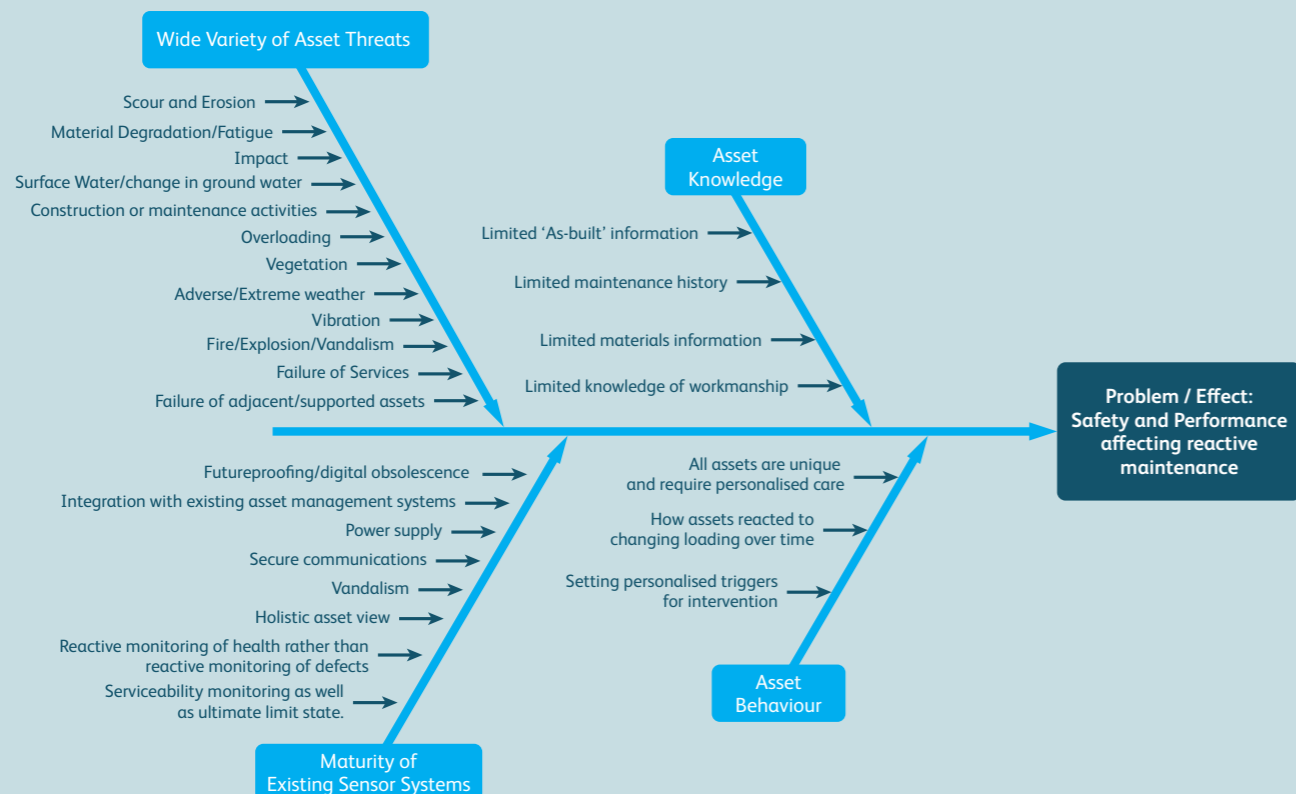 Wide Variety of Asset Threats
Scour and Erosion
Material Degradation/Fatigue
Impact
Surface Water/change in ground water
Construction or maintenance activities
Overloading
Vegetation
Adverse/Extreme weather
Vibration
Fire/Explosion/Vandalism
Failure of Services
Failure of adjacent/supported assets
Asset
Knowledge
Limited ‘As-built’ information
Limited maintenance history
Limited materials information
Limited knowledge of workmanship
Problem / Effect:
Safety and Performance
affecting reactive
maintenance
Futureproofing/digital obsolescence
Integration with existing asset management systems
Power supply
Secure communications
Vandalism
Holistic asset view
Reactive monitoring of health rather than
reactive monitoring of defects
Serviceability monitoring as well
as ultimate limit state.
Maturity of
Existing Sensor Systems
All assets are unique
and require personalised care
How assets reacted to
changing loading over time
Setting personalised triggers
for intervention
Asset
Behaviour